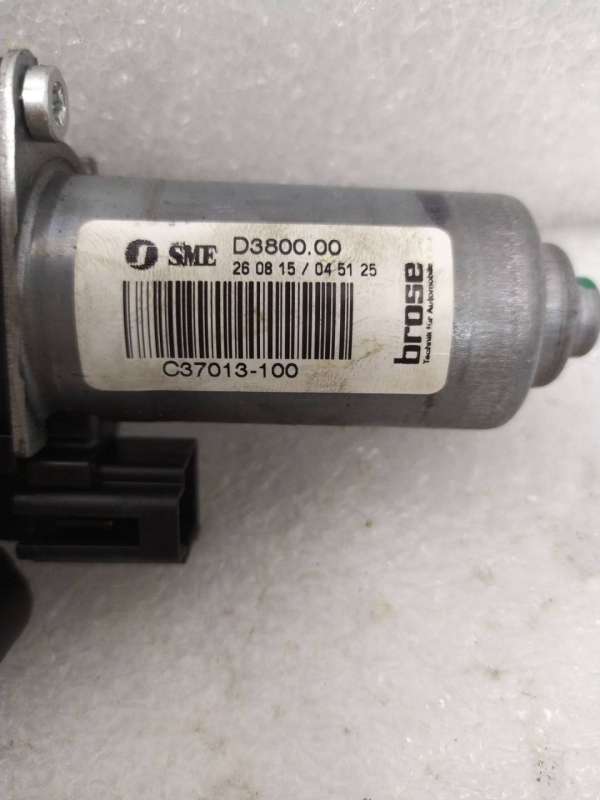 SME D3800.00
26 08 15 / 04 51 25
C37013-100
brose
Technik für Automobile